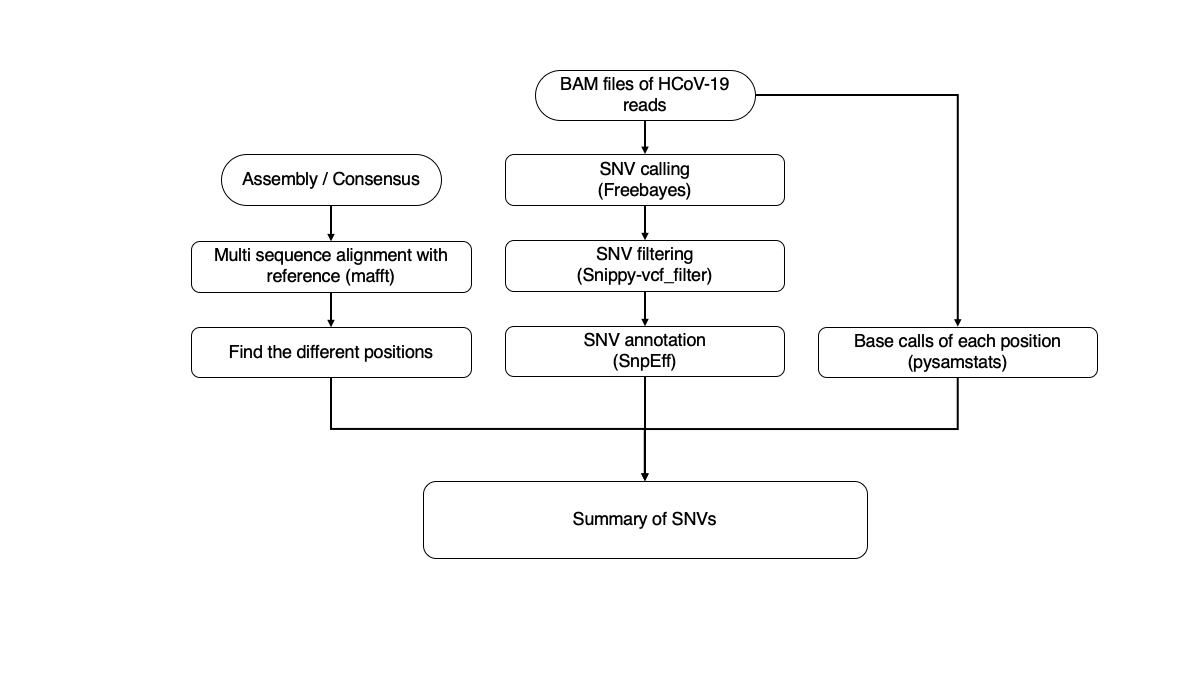 BAM files of HCoV-19
reads
Assembly / Consensus
SNV calling
(Freebayes)
Multi sequence alignment with
reference (mafft)
SNV filtering
(Snippy-vcf_filter)
Find the different positions
SNV annotation
(SnpEff)
Base calls of each position
(pysamstats)
Summary of SNVs